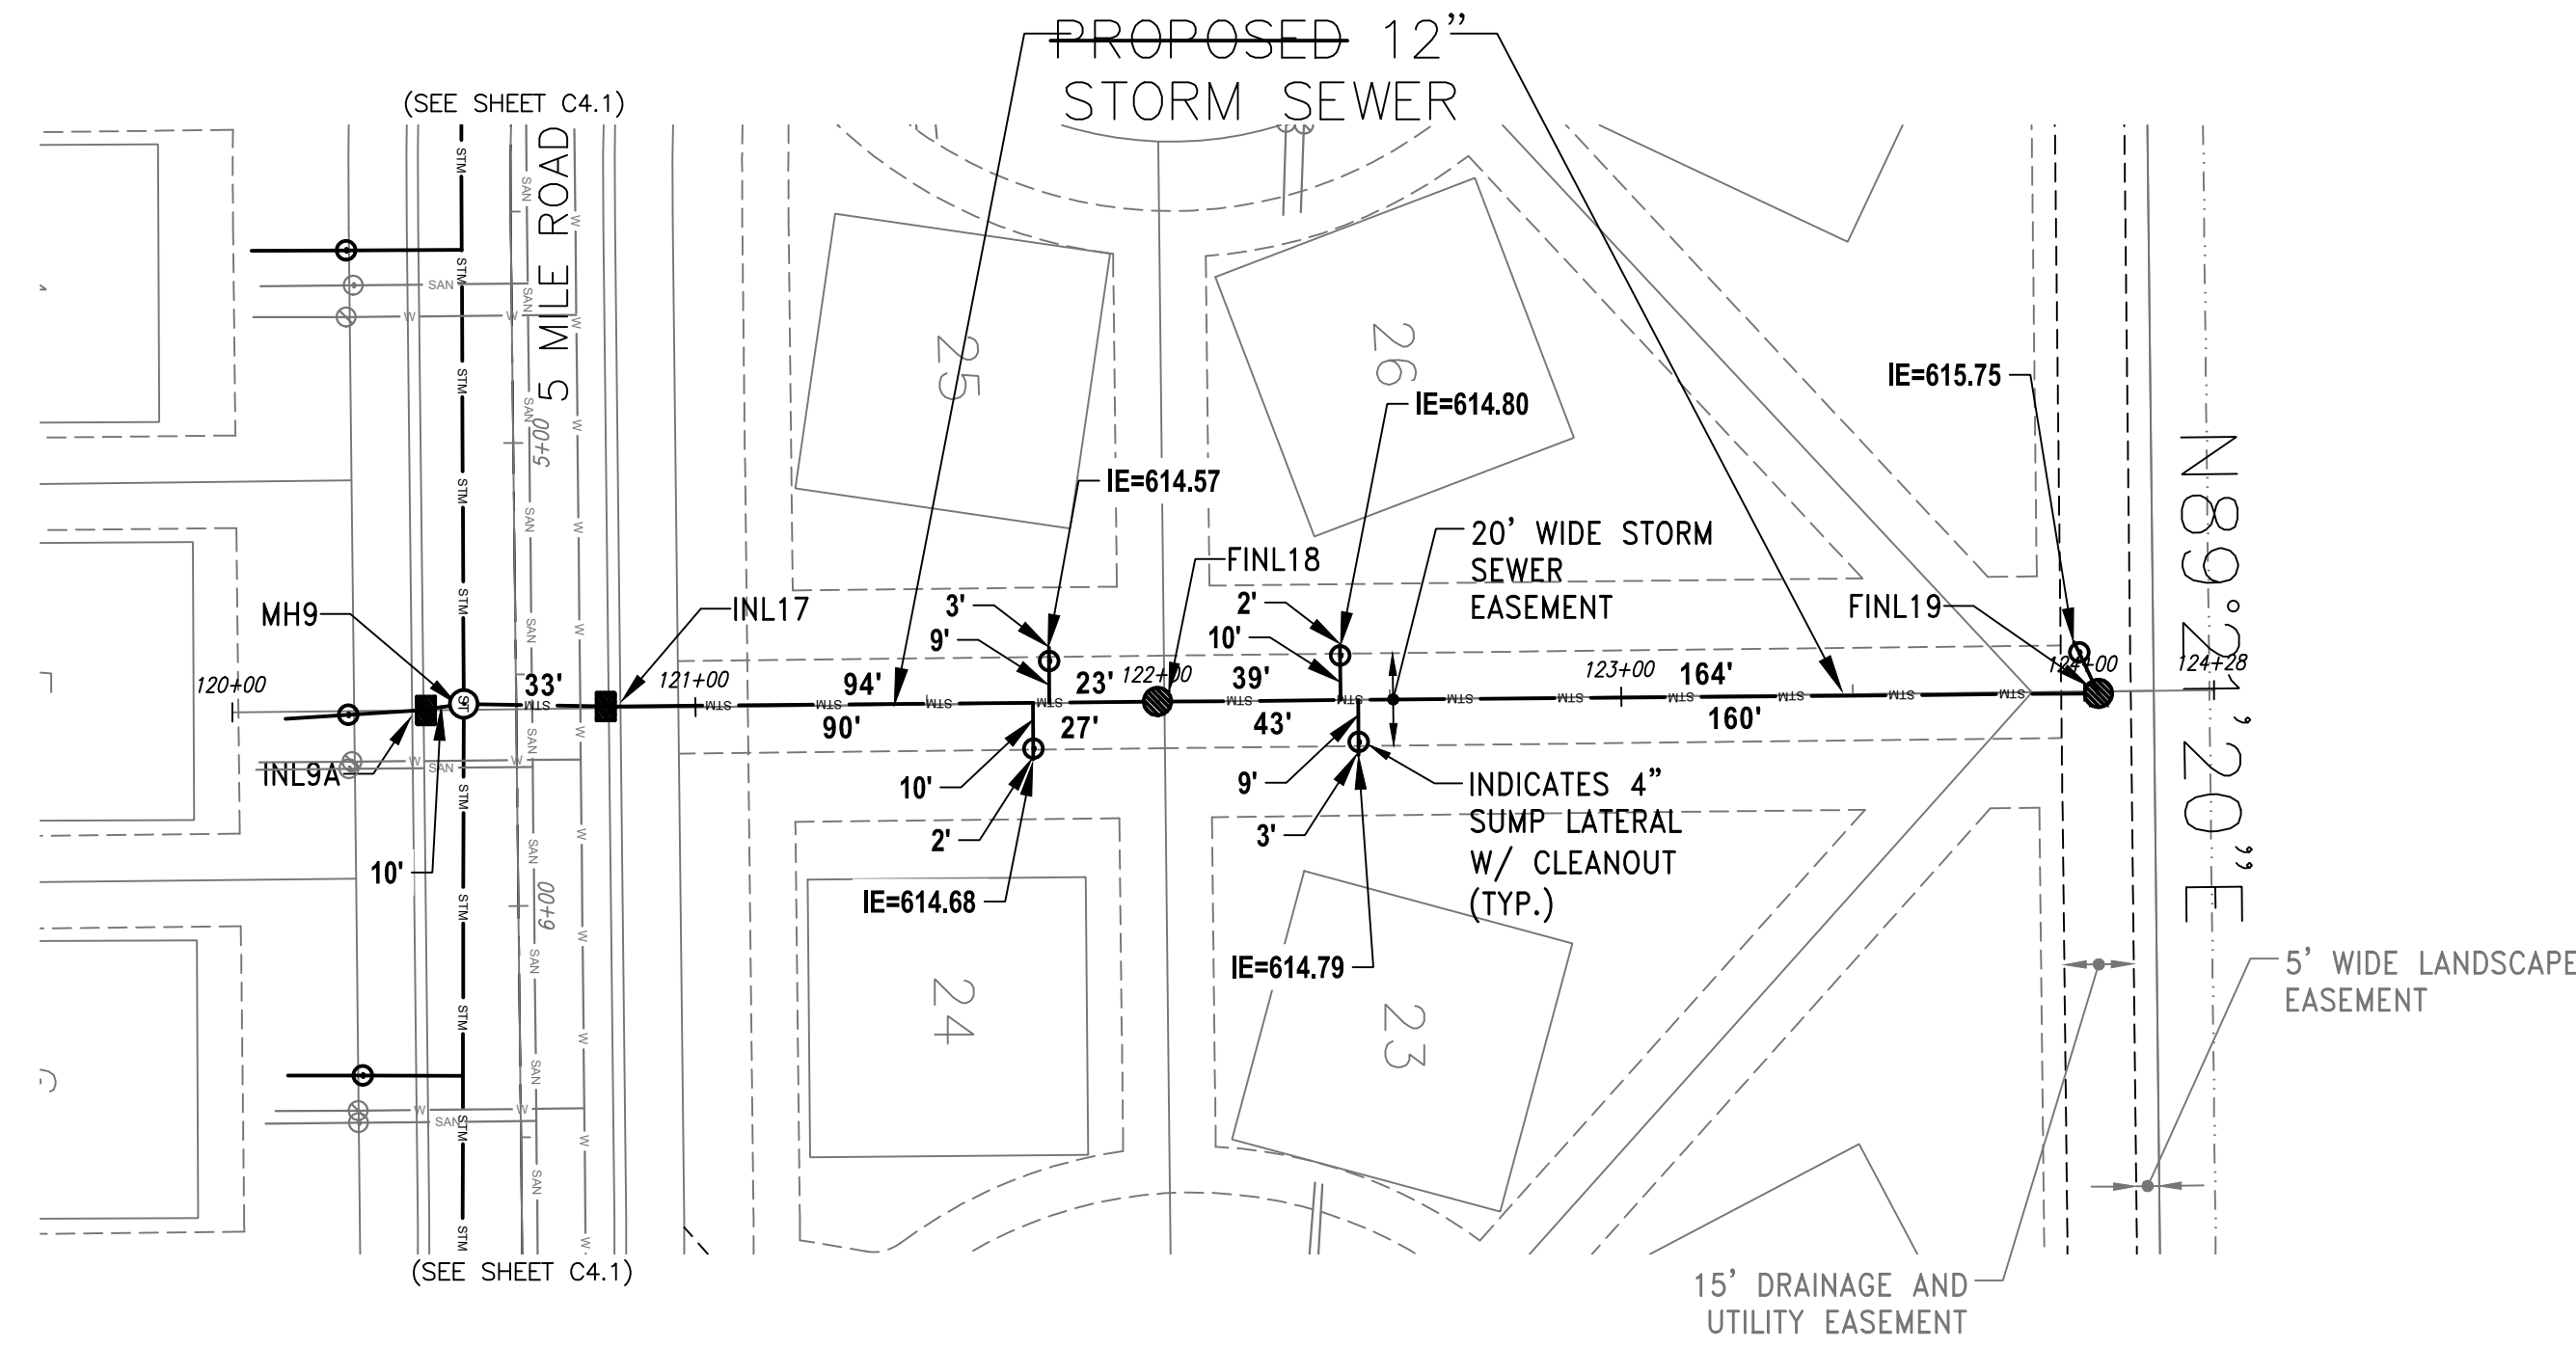 PROPOSED 12”
STORM SEWER
(SEE SHEET C4.1)
5 MILE ROAD
STM
SAN
W
25
26
IE=615.75
IE=614.80
IE=614.57
5+00
N89°21’20”E
20’ WIDE STORM
SEWER
EASEMENT
FINL18
MH9
INL17
3'
9'
2'
10'
FINL19
120+00
33'
121+00
94'
23'
122+00
39'
123+00
164'
124+00
124+28
ST
90'
27'
43'
160'
INL9A
10'
10'
2'
9'
3'
INDICATES 4”
SUMP LATERAL
W/ CLEANOUT
(TYP.)
10'
IE=614.68
6+00
IE=614.79
24
23
5’ WIDE LANDSCAPE
EASEMENT
(SEE SHEET C4.1)
15’ DRAINAGE AND
UTILITY EASEMENT